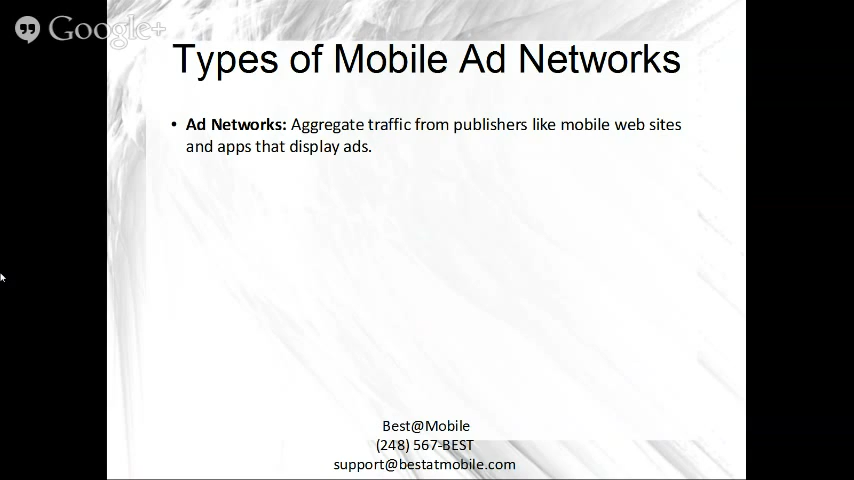 Google+
Types of Mobile Ad Networks
• Ad Networks: Aggregate traffic from publishers like mobile web sites
and apps that display ads.
Best@Mobile
(248) 567-BEST
support@bestatmobile.com